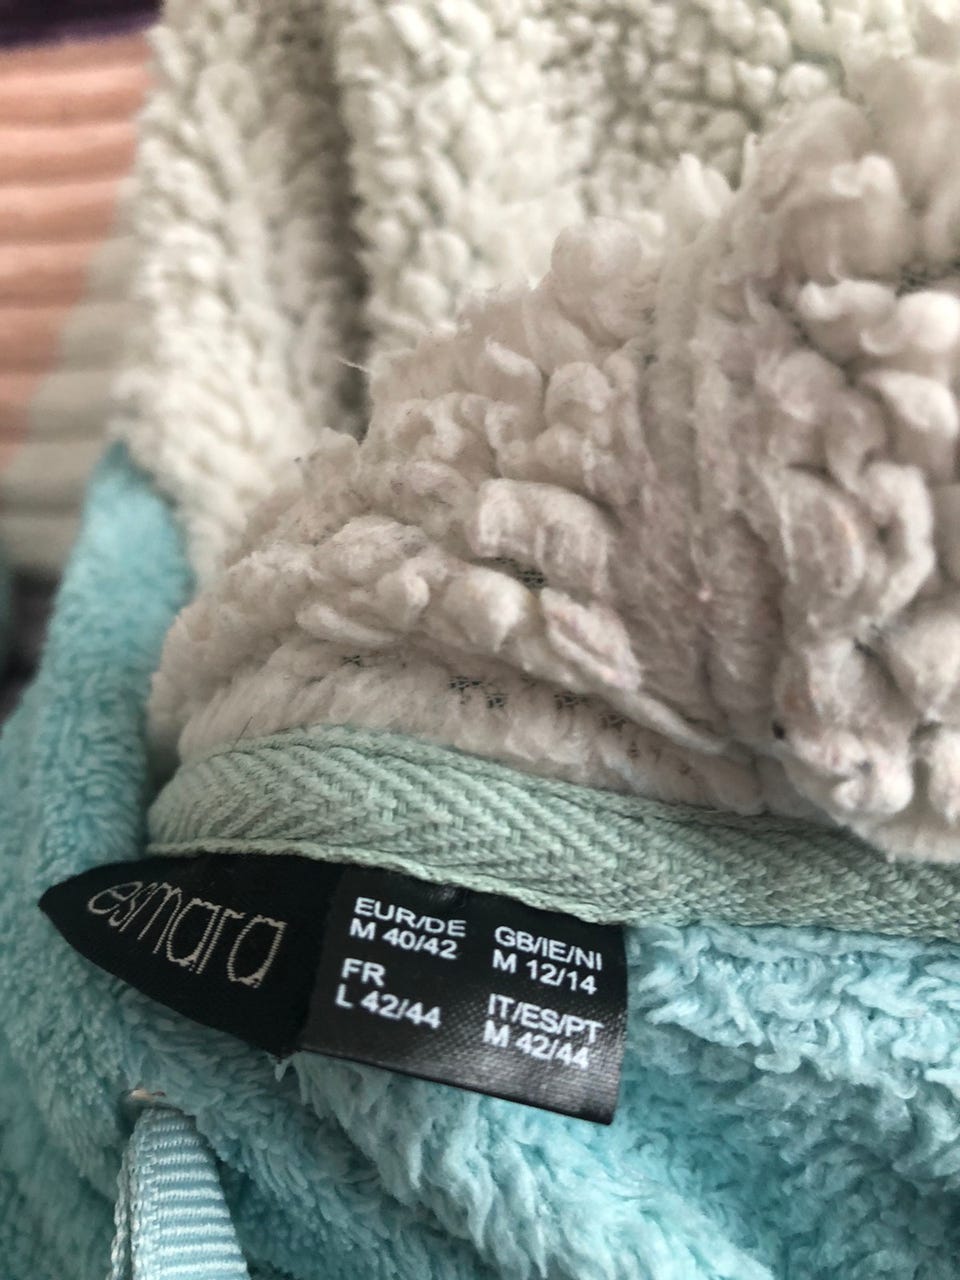 esmara
EUR/DE
M 40/42
GB/IE/NI
M 12/14
FR
L 42/44
IT/ES/PT
M 42/44